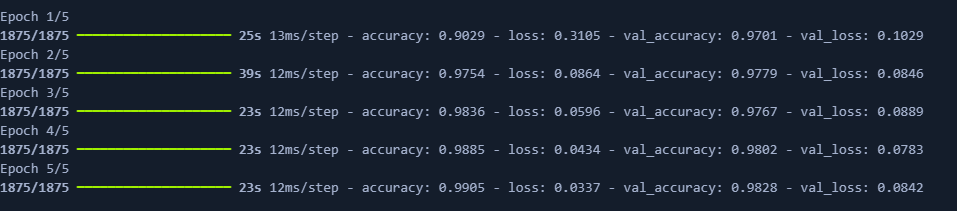 Epoch 1/5
1875/1875 ━━━━━━━━━━━━━━━━━━━━ 25s 13ms/step - accuracy: 0.9029 - loss: 0.3105 - val_accuracy: 0.9701 - val_loss: 0.1029
Epoch 2/5
1875/1875 ━━━━━━━━━━━━━━━━━━━━ 39s 12ms/step - accuracy: 0.9754 - loss: 0.0864 - val_accuracy: 0.9779 - val_loss: 0.0846
Epoch 3/5
1875/1875 ━━━━━━━━━━━━━━━━━━━━ 23s 12ms/step - accuracy: 0.9836 - loss: 0.0596 - val_accuracy: 0.9767 - val_loss: 0.0889
Epoch 4/5
1875/1875 ━━━━━━━━━━━━━━━━━━━━ 23s 12ms/step - accuracy: 0.9885 - loss: 0.0434 - val_accuracy: 0.9802 - val_loss: 0.0783
Epoch 5/5
1875/1875 ━━━━━━━━━━━━━━━━━━━━ 23s 12ms/step - accuracy: 0.9905 - loss: 0.0337 - val_accuracy: 0.9828 - val_loss: 0.0842